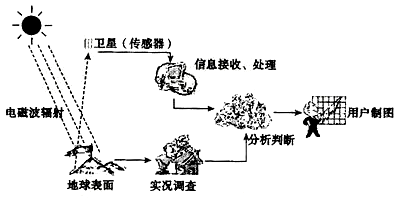 卫星（传感器）
信息接收、处理
电磁波辐射
分析判断
用户制图
地球表面
实况调查